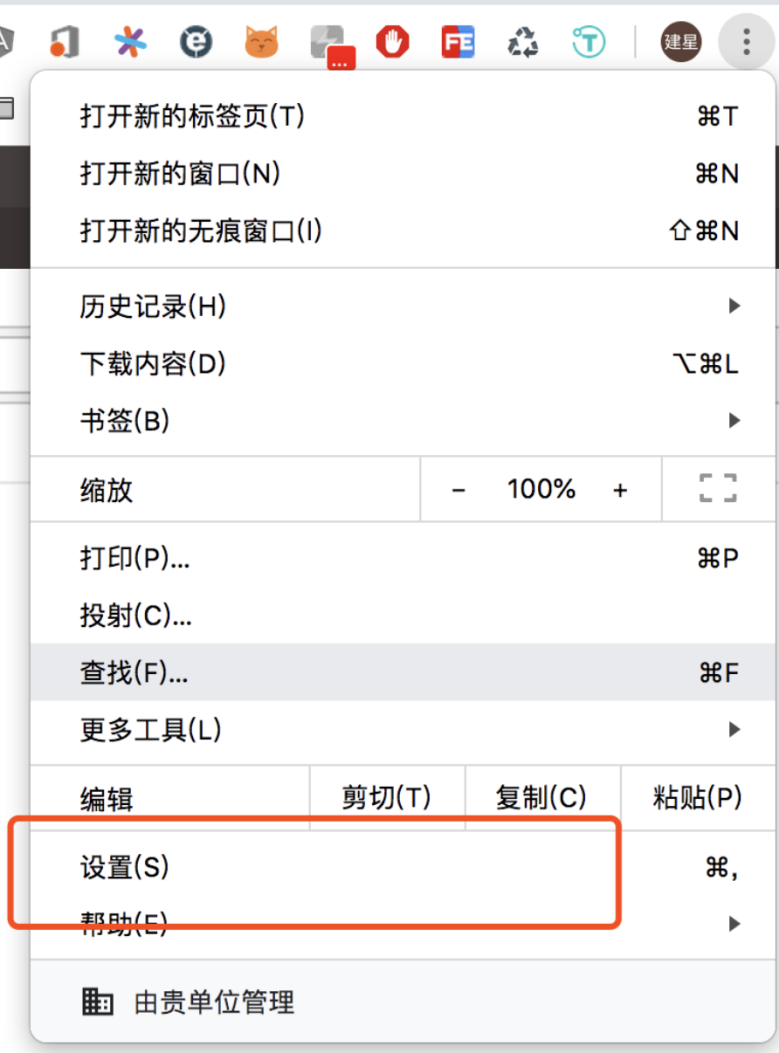 FE
T
建星
打开新的标签页(T) ⌘T
打开新的窗口(N) ⌘N
打开新的无痕窗口(I) ⇧⌘N
历史记录(H)
下载内容(D) ⌥⌘L
书签(B)
缩放 - 100% +
打印(P)... ⌘P
投射(C)...
查找(F)... ⌘F
更多工具(L)
编辑 剪切(T) 复制(C) 粘贴(P)
设置(S) ⌘,
帮助(E)
由贵单位管理